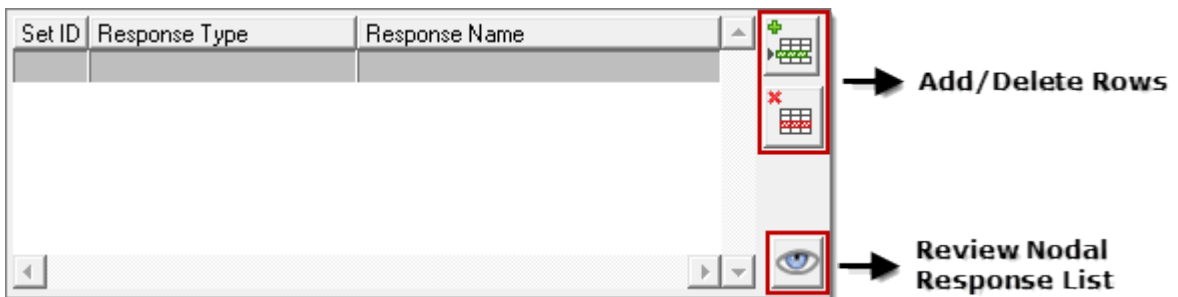 Set ID Response Type Response Name
Add/Delete Rows
Review Nodal
Response List